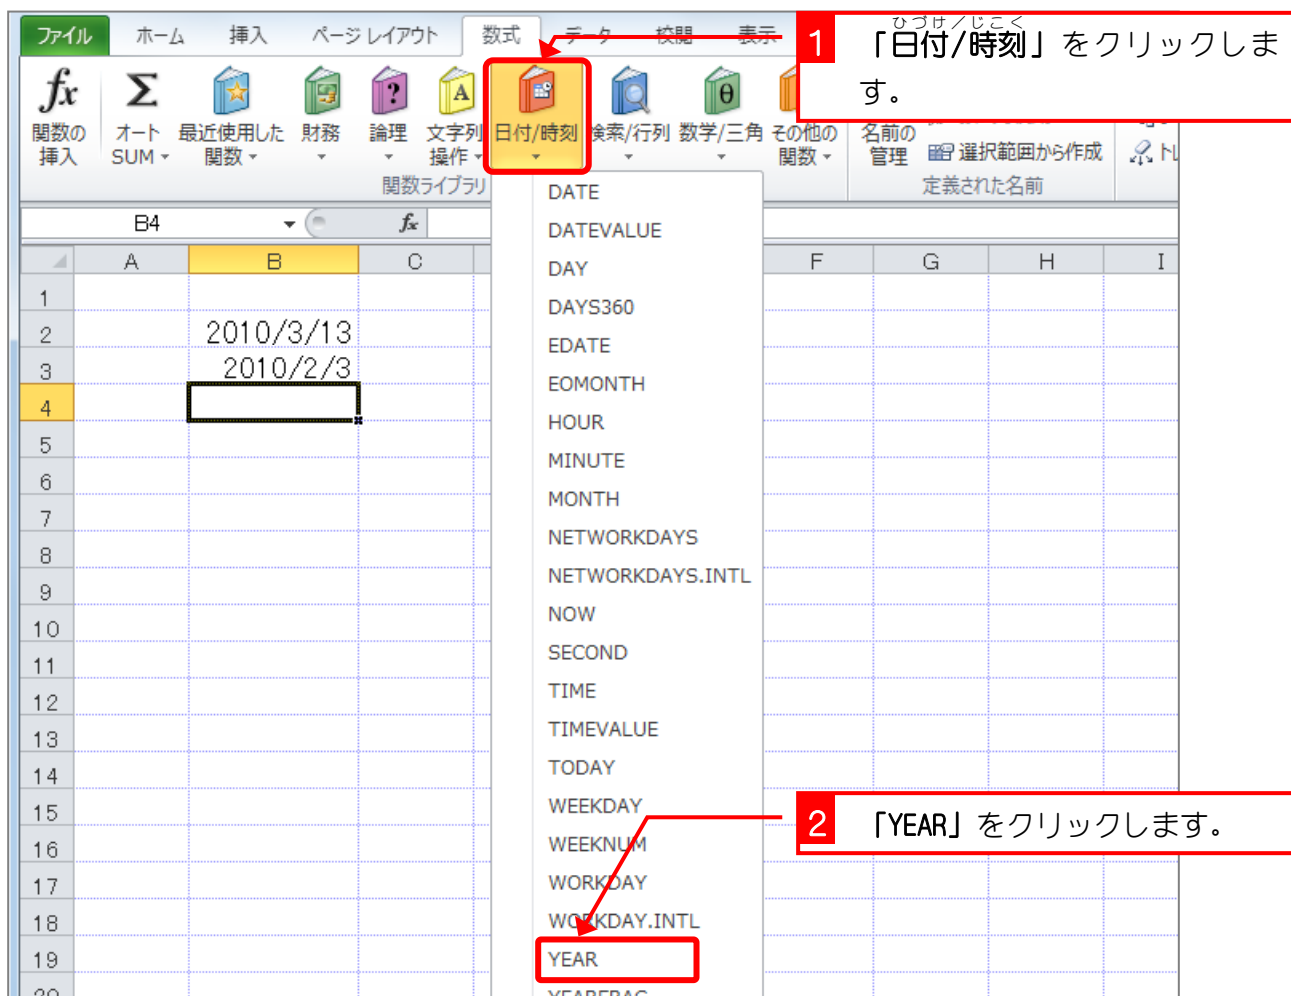 ファイル ホーム 挿入 ページ レイアウト 数式 データ 校閲 表示
1
ひづけ/じこく
「日付/時刻」をクリックしま
す。
関数の
挿入
オート
SUM
最近使用した
関数
財務
論理
文字列
操作
日付/時刻
検索/行列
数学/三角
その他の
関数
名前の
管理
選択範囲から作成
関数ライブラリ
定義された名前
B4
fx
A B C F G H I
1
2 2010/3/13
3 2010/2/3
4
5
6
7
8
9
10
11
12
13
14
15
16
17
18
19
DATE
DATEVALUE
DAY
DAYS360
EDATE
EOMONTH
HOUR
MINUTE
MONTH
NETWORKDAYS
NETWORKDAYS.INTL
NOW
SECOND
TIME
TIMEVALUE
TODAY
WEEKDAY
WEEKNUM
WORKDAY
WORKDAY.INTL
YEAR
2
「YEAR」をクリックします。